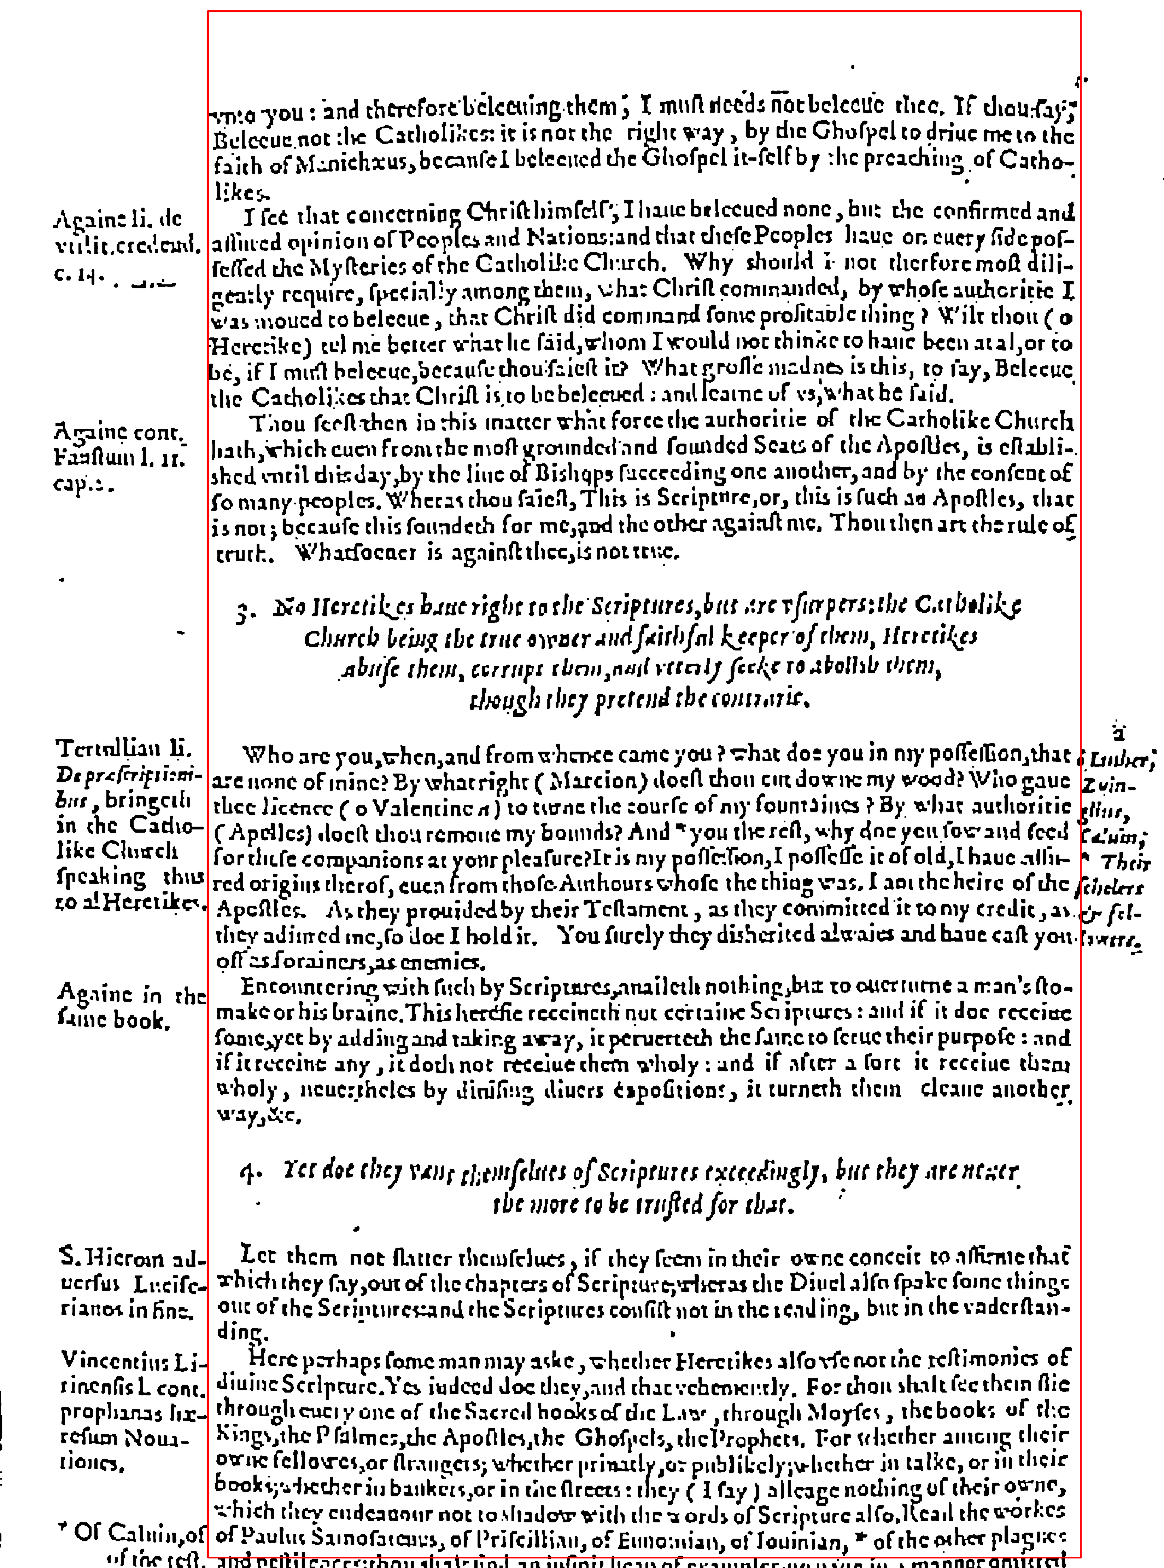 vnto you: and therefore beleeuing them, I must needs not beleeue thee. If thou say,
Beleeue not the Catholikes: it is not the right way, by the Ghospel to driue me to the
faith of Manichæus, because I beleeued the Ghospel it-self by the preaching of Catho-
likes.
Againe li. de
vtilit. credend.
c. 14.
I see that concerning Christ himself, I haue beleeued none, but the confirmed and
assured opinion of Peoples and Nations: and that these Peoples haue on euery side pos-
sessed the Mysteries of the Catholike Church. Why should I not therfore most dili-
gently require, specially among them, what Christ commanded, by whose authoritie I
was moued to beleeue, that Christ did command some profitable thing? Wilt thou (o
Heretike) tel me better what he said, whom I would not thinke to haue been at al, or to
be, if I must beleeue, because thou saiest it? What grosse madnes is this, to say, Beleeue
the Catholikes that Christ is to be beleeued: and learne of vs, what he said.
Againe cont.
Faustum l. 11.
cap. 2.
Thou seest then in this matter what force the authoritie of the Catholike Church
hath, which euen from the most grounded and founded Seats of the Apostles, is establi-
shed vntil this day, by the line of Bishops succeeding one another, and by the consent of
so many peoples. Wheras thou saiest, This is Scripture, or, this is such an Apostles, that
is not; because this soundeth for me, and the other against me. Thou then art the rule of
truth. Whatsoeuer is against thee, is not true.
3. No Heretikes haue right to the Scriptures, but are vsurpers: the Catholike
Church being the true owner and faithful keeper of them, Heretikes
abuse them, corrupt them, and vtterly seeke to abolish them,
though they pretend the contrarie.
Tertullian li.
De præscriptioni-
bus, bringeth
in the Catho-
like Church
speaking thus
to al Heretikes.
Who are you, when, and from whence came you? what doe you in my possession, that
are none of mine? By what right (Marcion) doest thou cut downe my wood? Who gaue
thee licence (o Valentine a) to turne the course of my fountaines? By what authoritie
(Apelles) doest thou remoue my bounds? And * you the rest, why doe you sow and feed
for these companions at your pleasure? It is my possession, I possesse it of old, I haue assu-
red origins therof, euen from those Authours whose the thing was. I am the heire of the
Apostles. As they prouided by their Testament, as they committed it to my credit, as
they adiured me, so doe I hold it. You surely they disherited alwaies and haue cast you
off as forainers, as enemies.
a
Luther,
Zuin-
glius,
Caluin,
* Their
scholers
& fel-
lowes.
Againe in the
same book.
Encountering with such by Scriptures, auaileth nothing, but to ouerturne a man's sto-
make or his braine. This heresie receiueth not certaine Scriptures: and if it doe receiue
some, yet by adding and taking away, it peruerteth the same to serue their purpose: and
if it receiue any, it doth not receiue them wholy: and if after a sort it receiue them
wholy, neuertheles by diuising diuers expositions, it turneth them cleane another
way, &c.
4. Yet doe they vant themselues of Scriptures exceedingly, but they are neuer
the more to be trusted for that.
S. Hierom ad-
uersus Lucife-
rianos in fine.
Let them not flatter themselues, if they seem in their owne conceit to affirme that
which they say, out of the chapters of Scripture, wheras the Diuel also spake some things
out of the Scriptures: and the Scriptures consist not in the reading, but in the vnderstan-
ding.
Vincentius Li-
rinensis l. cont.
prophanas hæ-
resum Noua-
tiones.
Here perhaps some man may aske, whether Heretikes also vse not the testimonies of
diuine Scripture. Yes indeed doe they, and that vehemently. For thou shalt see them flie
through euery one of the Sacred books of the Law, through Moyses, the books of the
Kings, the Psalmes, the Apostles, the Ghospels, the Prophets. For whether among their
owne fellowes, or strangers; whether priuatly, or publikely; whether in talke, or in their
books; whether in bankets, or in the streets: they (I say) alleage nothing of their owne,
which they endeauour not to shadow with the words of Scripture also. Read the workes
* Of Caluin, of
of the rest.
of Paulus Samosatenus, of Priscillian, of Eunomian, of Iouinian, * of the other plagues
and pestilences: thou shalt find an infinit heap of examples,